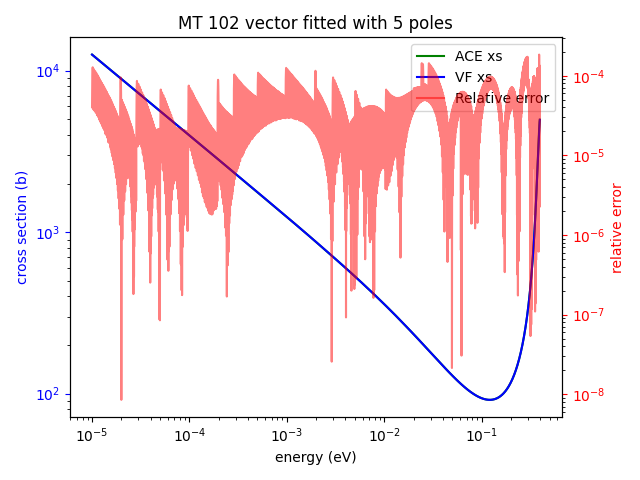 MT 102 vector fitted with 5 poles
ACE xs
VF xs
Relative error
cross section (b)
10^4
10^3
10^2
relative error
10^-4
10^-5
10^-6
10^-7
10^-8
10^-5
10^-4
10^-3
10^-2
10^-1
energy (eV)